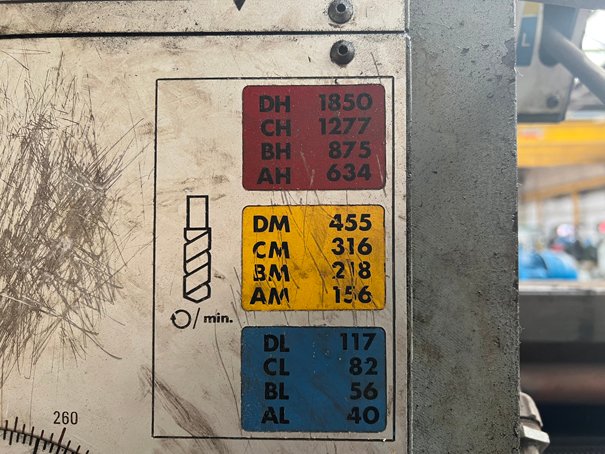 DH 1850
CH 1277
BH 875
AH 634
DM 455
CM 316
BM 218
AM 156
/min.
DL 117
CL 82
BL 56
AL 40
260
L